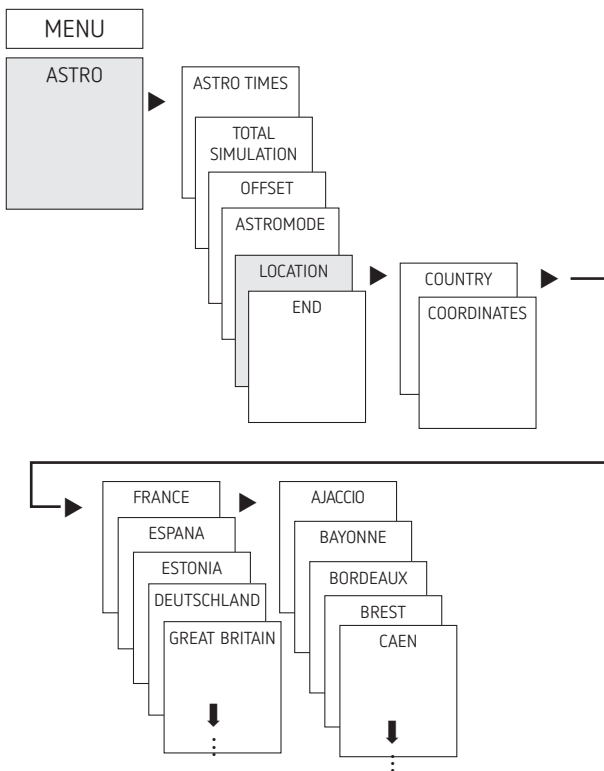 MENU
ASTRO
ASTRO TIMES
TOTAL
SIMULATION
OFFSET
ASTROMODE
LOCATION
END
COUNTRY
COORDINATES
FRANCE
ESPANA
ESTONIA
DEUTSCHLAND
GREAT BRITAIN
AJACCIO
BAYONNE
BORDEAUX
BREST
CAEN